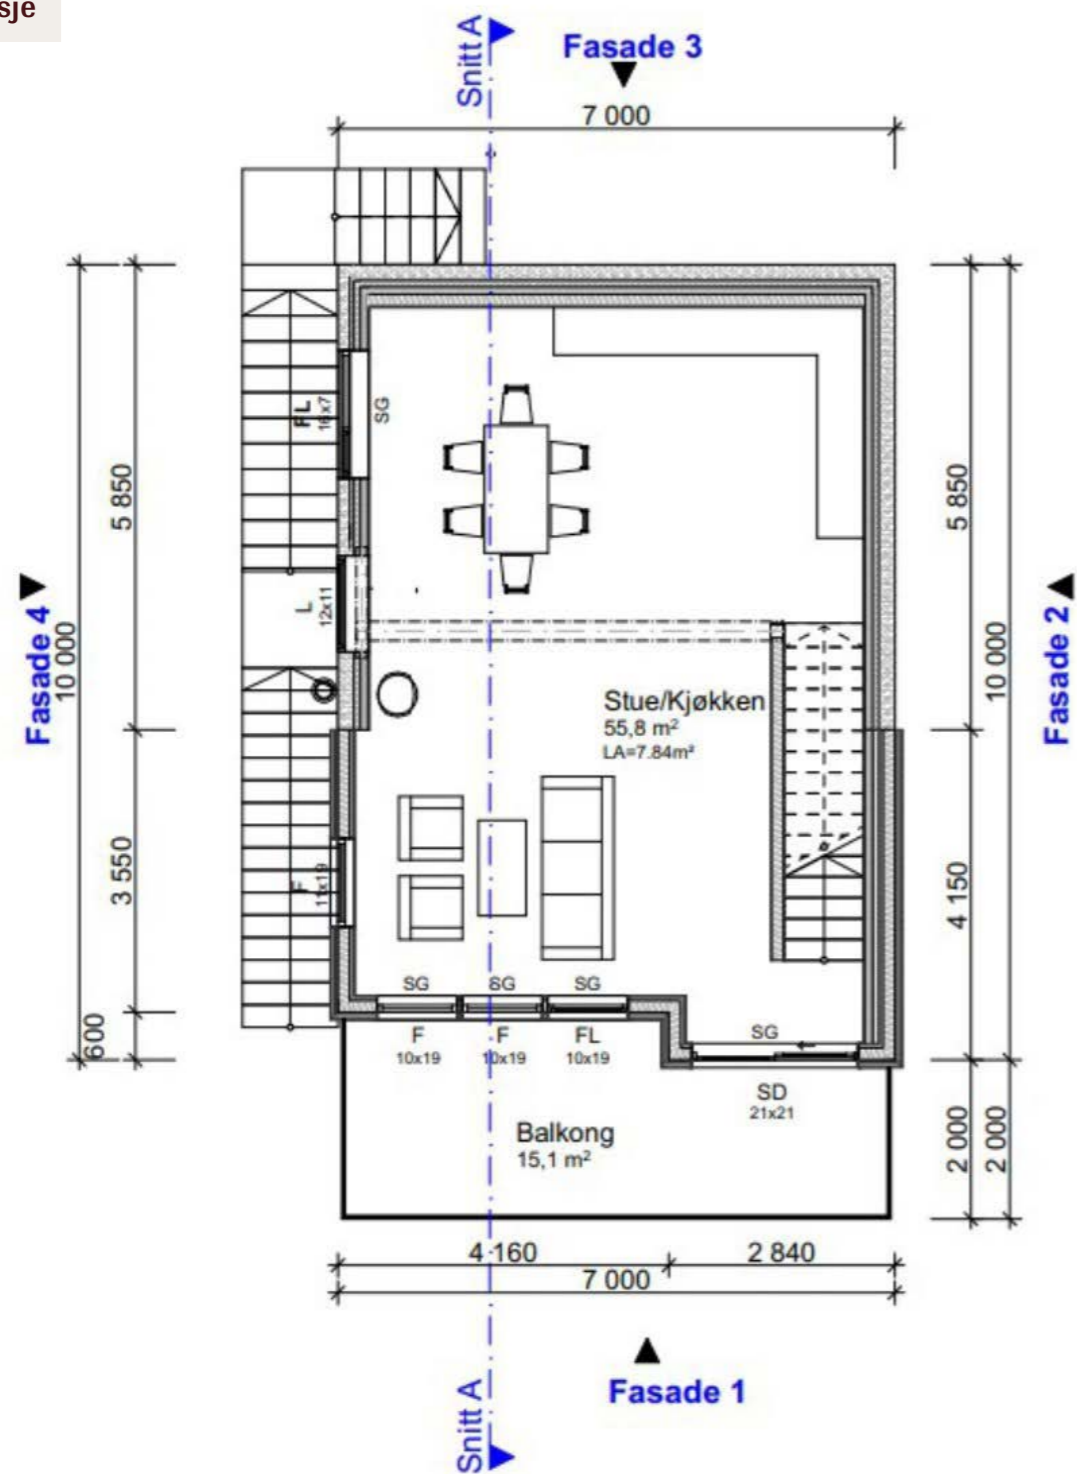 sje
Snitt A
Fasade 3
7 000
FL
16x7
SG
5 850
5 850
L
12x11
Fasade 4
10 000
Fasade 2
10 000
Stue/Kjøkken
55,8 m²
LA=7.84m²
3 550
F
11x19
4 150
SG
SG
SG
600
F
10x19
F
10x19
FL
10x19
SG
SD
21x21
Balkong
15,1 m²
2 000
2 000
4 160
2 840
7 000
Snitt A
Fasade 1